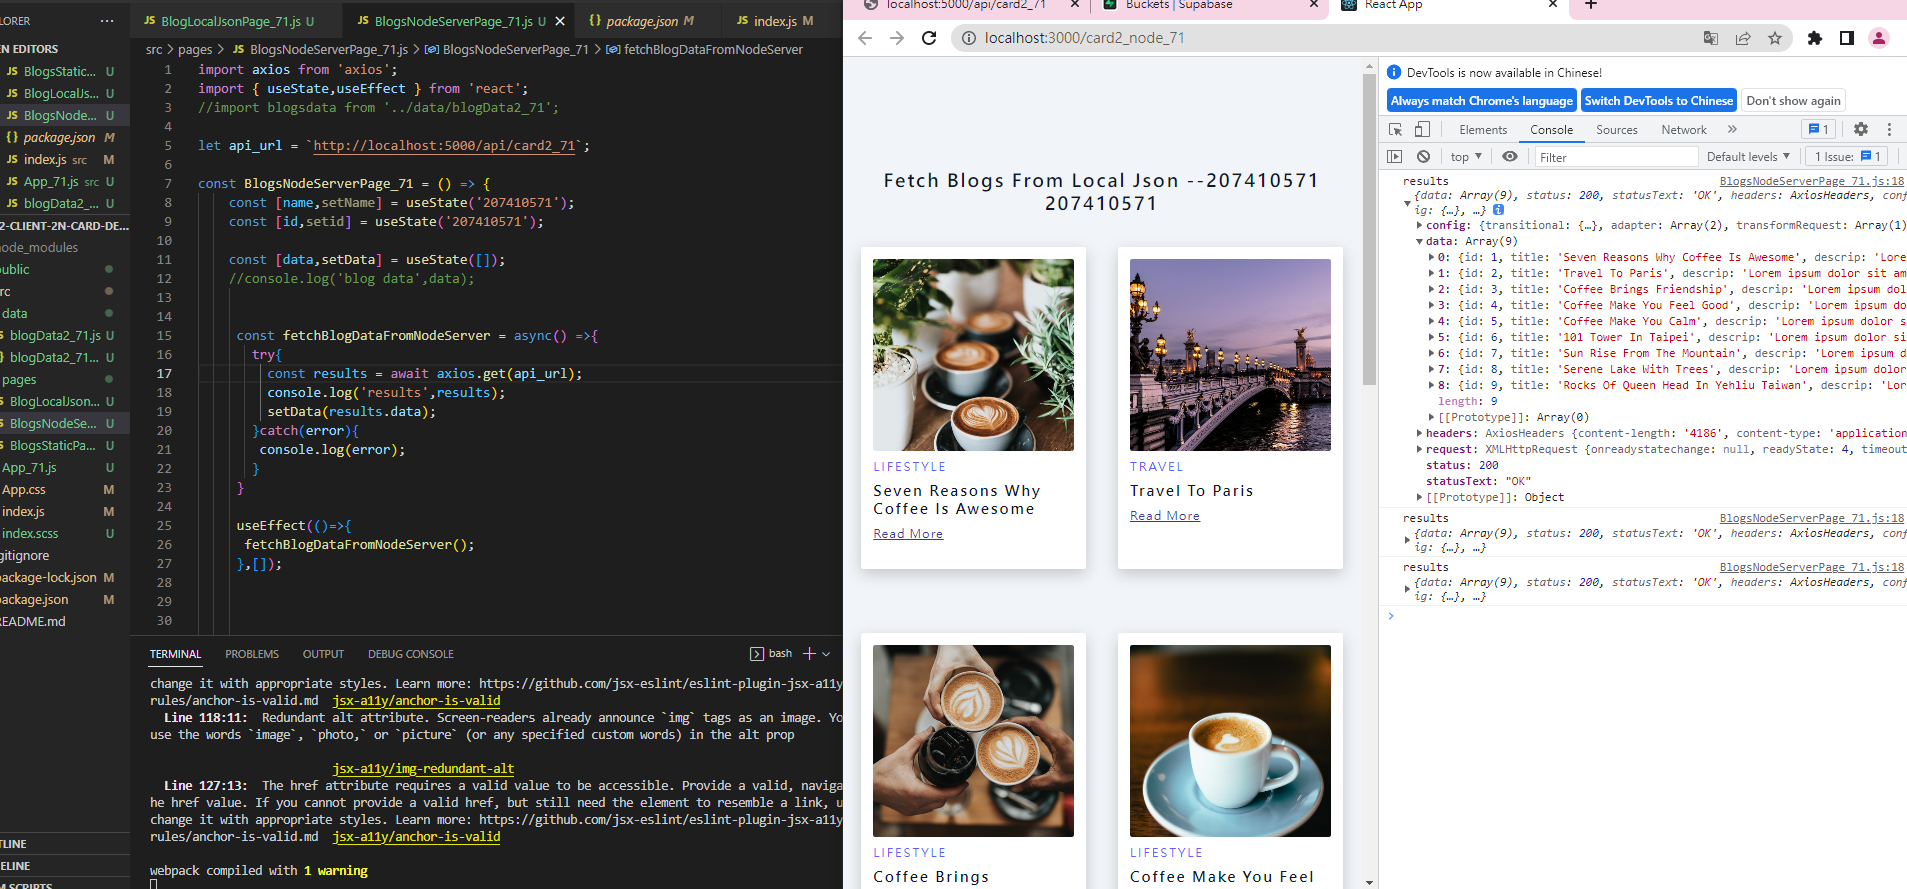 LORER
EN EDITORS
JS BlogsStatic... U
JS BlogLocalJs... U
JS BlogsNode... U
{} package.json M
JS index.js src M
JS App_71.js src U
JS blogData2_... U
2-CLIENT-2N-CARD-DE...
ode_modules
ublic
rc
data
blogData2_71.js U
blogData2_71... U
pages
BlogLocalJson... U
BlogsNodeSe... U
BlogsStaticPa... U
App_71.js U
App.css M
index.js M
index.scss U
gitignore
ackage-lock.json M
ackage.json M
README.md
TLINE
ELINE
M SCRIPTS
JS BlogLocalJsonPage_71.js U
JS BlogsNodeServerPage_71.js U
{} package.json M
JS index.js M
src > pages > JS BlogsNodeServerPage_71.js > BlogsNodeServerPage_71 > fetchBlogDataFromNodeServer
1 import axios from 'axios';
2 import { useState,useEffect } from 'react';
3 //import blogsdata from '../data/blogData2_71';
4
5 let api_url = `http://localhost:5000/api/card2_71`;
6
7 const BlogsNodeServerPage_71 = () => {
8 const [name,setName] = useState('207410571');
9 const [id,setid] = useState('207410571');
10
11 const [data,setData] = useState([]);
12 //console.log('blog data',data);
13
14
15 const fetchBlogDataFromNodeServer = async() =>{
16 try{
17 const results = await axios.get(api_url);
18 console.log('results',results);
19 setData(results.data);
20 }catch(error){
21 console.log(error);
22 }
23 }
24
25 useEffect(()=>{
26 fetchBlogDataFromNodeServer();
27 },[]);
28
29
30
TERMINAL PROBLEMS OUTPUT DEBUG CONSOLE bash
change it with appropriate styles. Learn more: https://github.com/jsx-eslint/eslint-plugin-jsx-a11y
rules/anchor-is-valid.md jsx-a11y/anchor-is-valid
Line 118:11: Redundant alt attribute. Screen-readers already announce `img` tags as an image. Yo
use the words `image`, `photo,` or `picture` (or any specified custom words) in the alt prop
jsx-a11y/img-redundant-alt
Line 127:13: The href attribute requires a valid value to be accessible. Provide a valid, naviga
he href value. If you cannot provide a valid href, but still need the element to resemble a link, u
change it with appropriate styles. Learn more: https://github.com/jsx-eslint/eslint-plugin-jsx-a11y
rules/anchor-is-valid.md jsx-a11y/anchor-is-valid
webpack compiled with 1 warning
localhost:5000/api/card2_71
Buckets | Supabase
React App
localhost:3000/card2_node_71
Fetch Blogs From Local Json --207410571
207410571
LIFESTYLE
Seven Reasons Why
Coffee Is Awesome
Read More
TRAVEL
Travel To Paris
Read More
LIFESTYLE
Coffee Brings
LIFESTYLE
Coffee Make You Feel
DevTools is now available in Chinese!
Always match Chrome's language
Switch DevTools to Chinese
Don't show again
Elements Console Sources Network » 1
top Filter Default levels 1 Issue: 1
results BlogsNodeServerPage_71.js:18
{data: Array(9), status: 200, statusText: 'OK', headers: AxiosHeaders, conf
ig: {…}, …}
config: {transitional: {…}, adapter: Array(2), transformRequest: Array(1)
data: Array(9)
0: {id: 1, title: 'Seven Reasons Why Coffee Is Awesome', descrip: 'Lore
1: {id: 2, title: 'Travel To Paris', descrip: 'Lorem ipsum dolor sit am
2: {id: 3, title: 'Coffee Brings Friendship', descrip: 'Lorem ipsum dol
3: {id: 4, title: 'Coffee Make You Feel Good', descrip: 'Lorem ipsum do
4: {id: 5, title: 'Coffee Make You Calm', descrip: 'Lorem ipsum dolor s
5: {id: 6, title: '101 Tower In Taipei', descrip: 'Lorem ipsum dolor si
6: {id: 7, title: 'Sun Rise From The Mountain', descrip: 'Lorem ipsum d
7: {id: 8, title: 'Serene Lake With Trees', descrip: 'Lorem ipsum dolor
8: {id: 9, title: 'Rocks Of Queen Head In Yehliu Taiwan', descrip: 'Lor
length: 9
[[Prototype]]: Array(0)
headers: AxiosHeaders {content-length: '4186', content-type: 'application
request: XMLHttpRequest {onreadystatechange: null, readyState: 4, timeout
status: 200
statusText: "OK"
[[Prototype]]: Object
results BlogsNodeServerPage_71.js:18
{data: Array(9), status: 200, statusText: 'OK', headers: AxiosHeaders, conf
ig: {…}, …}
results BlogsNodeServerPage_71.js:18
{data: Array(9), status: 200, statusText: 'OK', headers: AxiosHeaders, conf
ig: {…}, …}